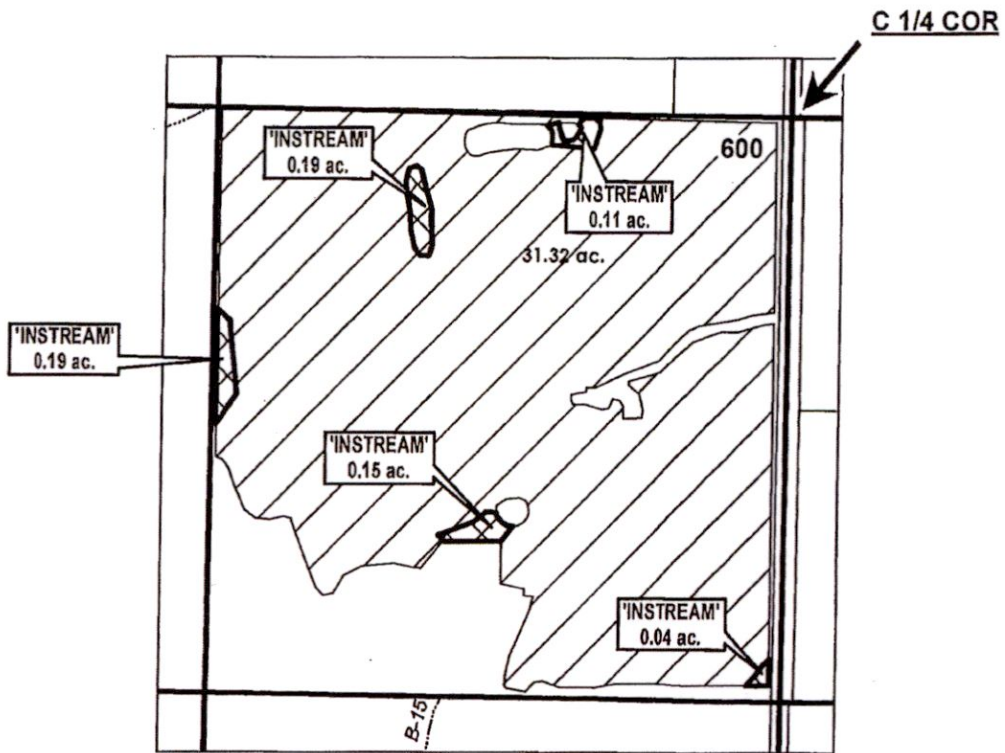 C 1/4 COR
'INSTREAM'
0.19 ac.
600
'INSTREAM'
0.11 ac.
31.32 ac.
'INSTREAM'
0.19 ac.
'INSTREAM'
0.15 ac.
'INSTREAM'
0.04 ac.
B-15